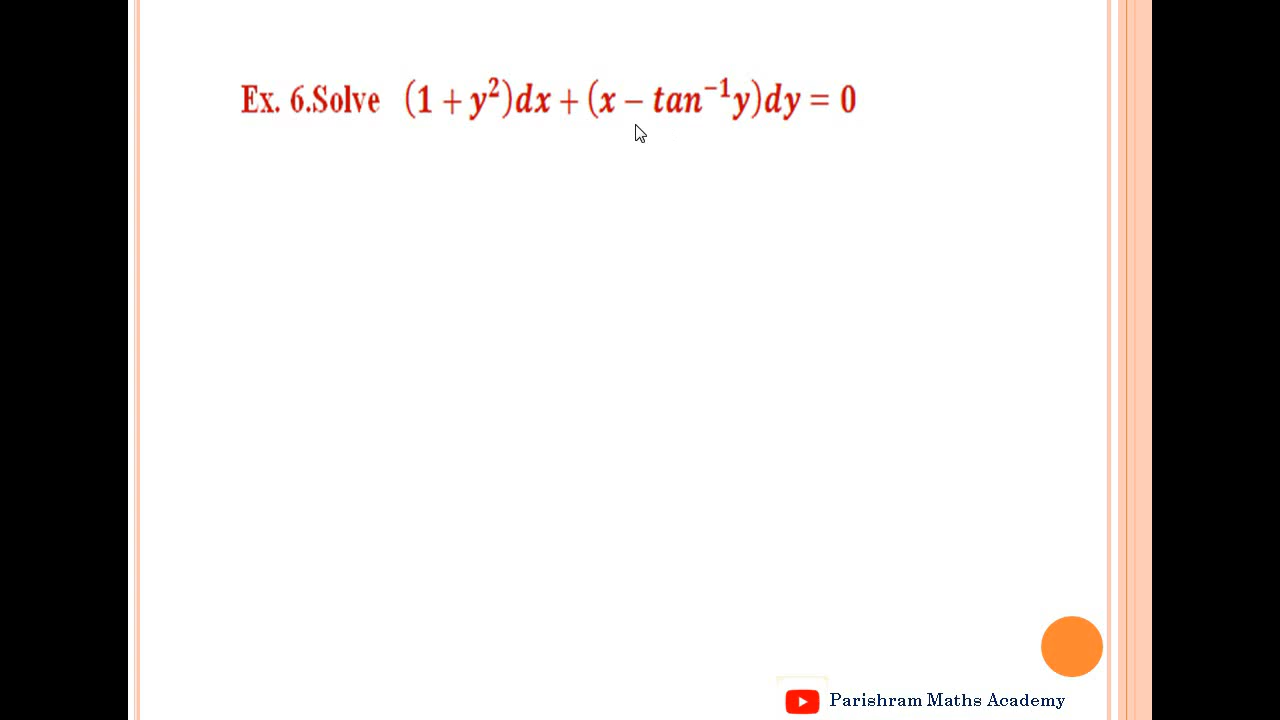 Ex. 6.Solve (1 + y²)dx + (x − tan⁻¹y)dy = 0
Parishram Maths Academy